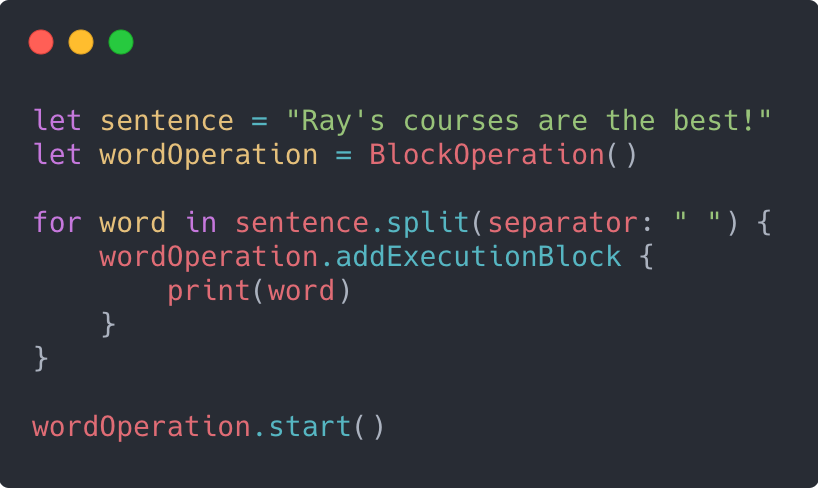 let sentence = "Ray's courses are the best!"
let wordOperation = BlockOperation()

for word in sentence.split(separator: " ") {
    wordOperation.addExecutionBlock {
        print(word)
    }
}

wordOperation.start()